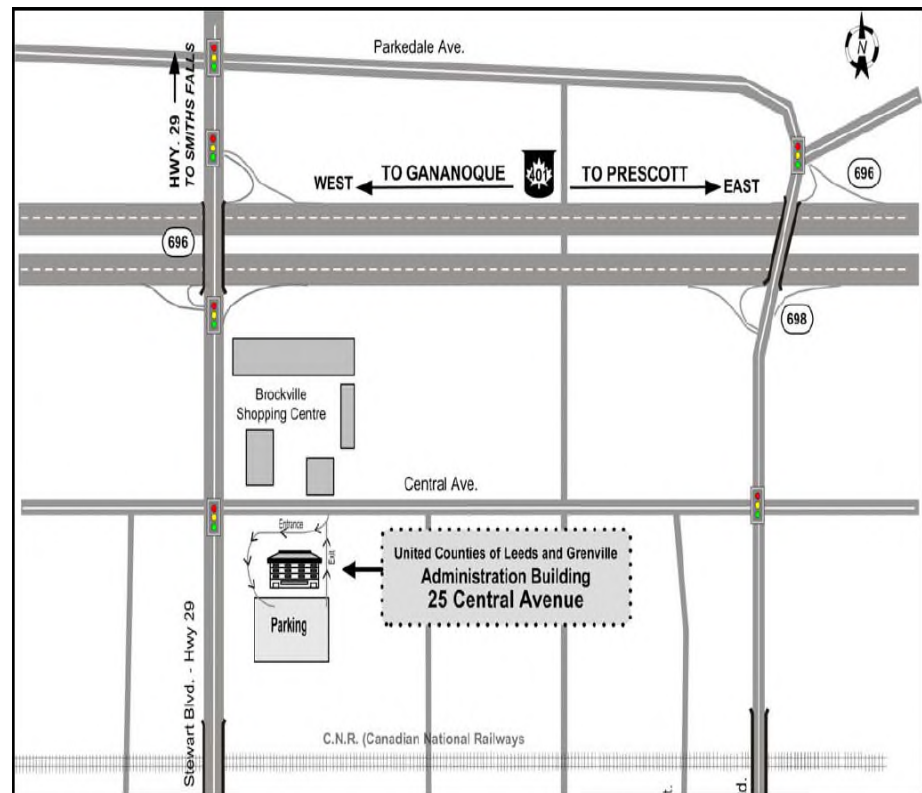 Parkedale Ave.
N
HWY. 29
TO SMITHS FALLS
WEST
TO GANANOQUE
401
TO PRESCOTT
EAST
696
696
698
Brockville
Shopping Centre
Central Ave.
Entrance
Exit
United Counties of Leeds and Grenville
Administration Building
25 Central Avenue
Parking
Stewart Blvd. - Hwy 29
C.N.R. (Canadian National Railways
t.
d.